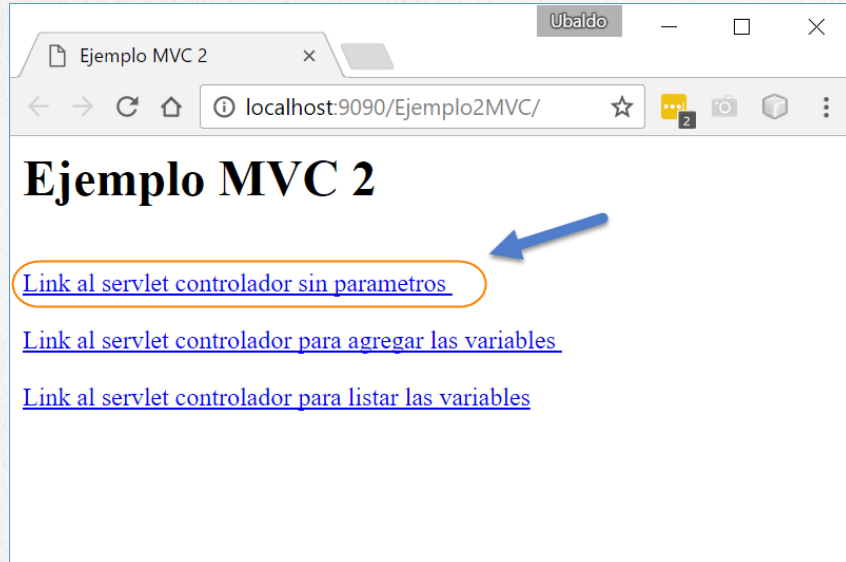 Ubaldo
Ejemplo MVC 2
localhost:9090/Ejemplo2MVC/
2
Ejemplo MVC 2
Link al servlet controlador sin parametros
Link al servlet controlador para agregar las variables
Link al servlet controlador para listar las variables